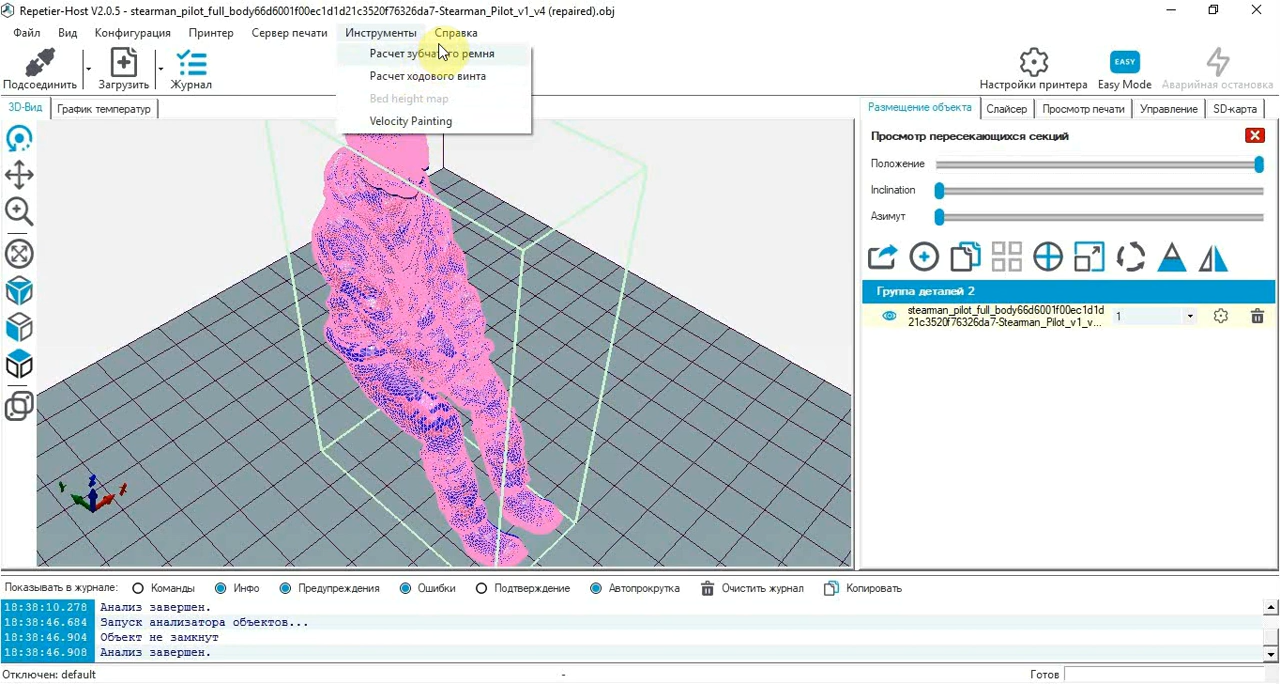 Repetier-Host V2.0.5 - stearman_pilot_full_body66d6001f00ec1d1d21c3520f76326da7-Stearman_Pilot_v1_v4 (repaired).obj
Файл Вид Конфигурация Принтер Сервер печати Инструменты Справка
Расчет зубчатого ремня
Расчет ходового винта
Bed height map
Velocity Painting
Подсоединить Загрузить Журнал
EASY
Настройки принтера Easy Mode Аварийная остановка
3D-Вид График температур
Размещение объекта Слайсер Просмотр печати Управление SD-карта
Просмотр пересекающихся секций
Положение
Inclination
Азимут
Группа деталей 2
stearman_pilot_full_body66d6001f00ec1d1d
21c3520f76326da7-Stearman_Pilot_v1_v...
1
Y Z X
Показывать в журнале: Команды Инфо Предупреждения Ошибки Подтверждение Автопрокрутка Очистить журнал Копировать
18:38:10.278 Анализ завершен.
18:38:46.684 Запуск анализатора объектов...
18:38:46.904 Объект не замкнут
18:38:46.908 Анализ завершен.
Отключен: default - Готов